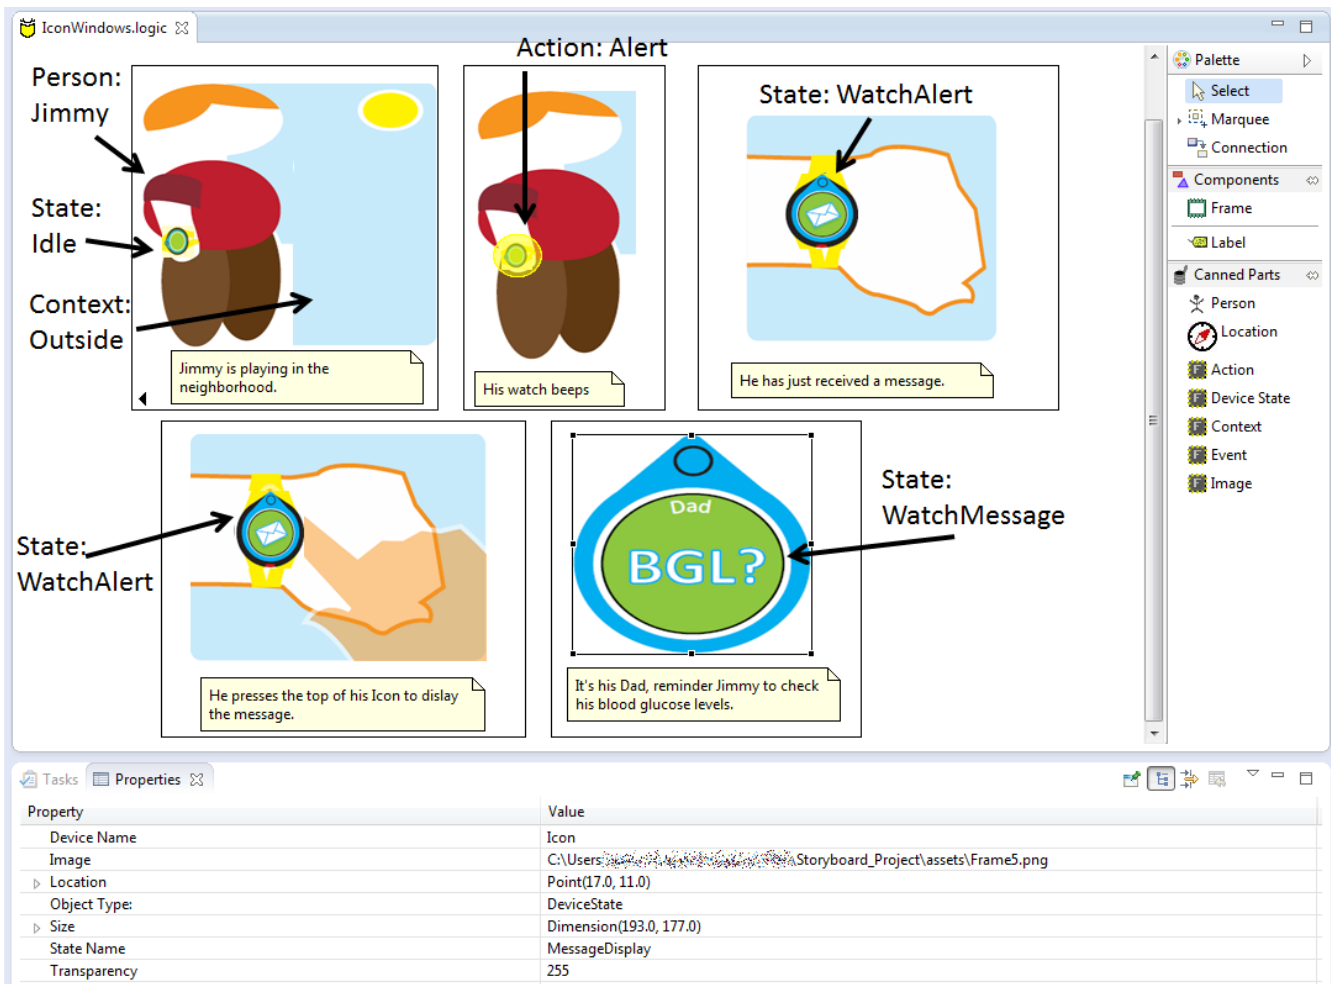 IconWindows.logic
Action: Alert
Person:
Jimmy
State:
Idle
Context:
Outside
Jimmy is playing in the
neighborhood.
His watch beeps
State: WatchAlert
He has just received a message.
State:
WatchAlert
He presses the top of his Icon to dislay
the message.
Dad
BGL?
It's his Dad, reminder Jimmy to check
his blood glucose levels.
State:
WatchMessage
Palette
Select
Marquee
Connection
Components
Frame
Label
Canned Parts
Person
Location
Action
Device State
Context
Event
Image
Tasks
Properties
Property Value
Device Name Icon
Image C:\Users Storyboard_Project\assets\Frame5.png
Location Point(17.0, 11.0)
Object Type: DeviceState
Size Dimension(193.0, 177.0)
State Name MessageDisplay
Transparency 255